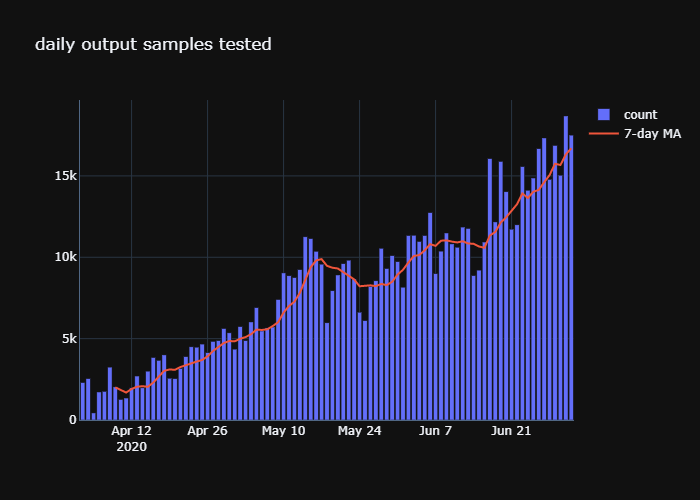 daily output samples tested
count
7-day MA
15k
10k
5k
0
Apr 12
2020
Apr 26
May 10
May 24
Jun 7
Jun 21